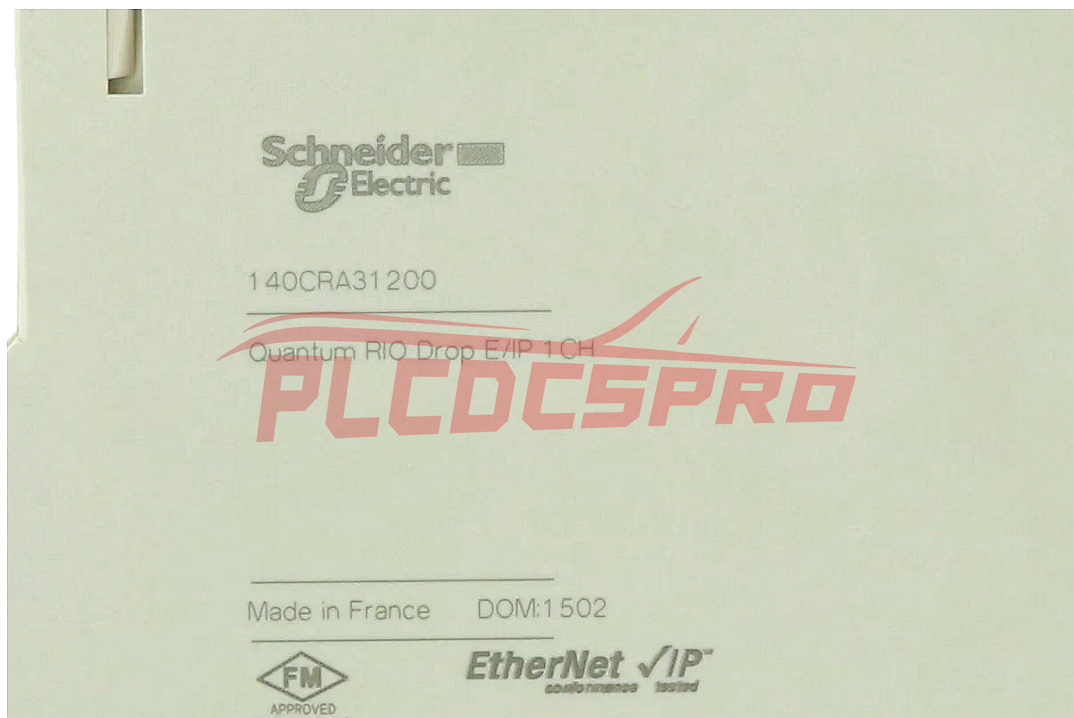 Schneider
Electric
140CRA31200
Quantum RIO Drop E/IP 1CH
PLCDCSPRO
Made in France DOM:1502
FM
APPROVED
EtherNet/IP™
conformance tested